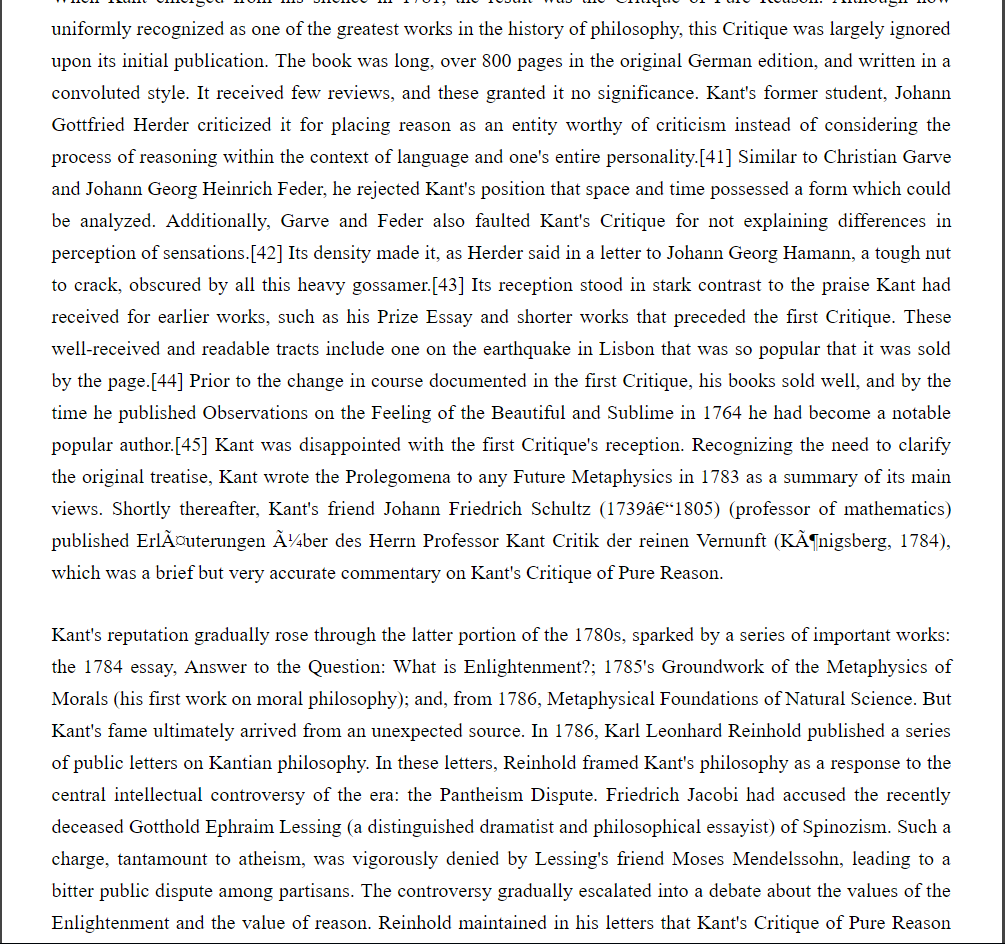 When Kant emerged from his silence in 1781, the result was the Critique of Pure Reason. Although now
uniformly recognized as one of the greatest works in the history of philosophy, this Critique was largely ignored
upon its initial publication. The book was long, over 800 pages in the original German edition, and written in a
convoluted style. It received few reviews, and these granted it no significance. Kant's former student, Johann
Gottfried Herder criticized it for placing reason as an entity worthy of criticism instead of considering the
process of reasoning within the context of language and one's entire personality.[41] Similar to Christian Garve
and Johann Georg Heinrich Feder, he rejected Kant's position that space and time possessed a form which could
be analyzed. Additionally, Garve and Feder also faulted Kant's Critique for not explaining differences in
perception of sensations.[42] Its density made it, as Herder said in a letter to Johann Georg Hamann, a tough nut
to crack, obscured by all this heavy gossamer.[43] Its reception stood in stark contrast to the praise Kant had
received for earlier works, such as his Prize Essay and shorter works that preceded the first Critique. These
well-received and readable tracts include one on the earthquake in Lisbon that was so popular that it was sold
by the page.[44] Prior to the change in course documented in the first Critique, his books sold well, and by the
time he published Observations on the Feeling of the Beautiful and Sublime in 1764 he had become a notable
popular author.[45] Kant was disappointed with the first Critique's reception. Recognizing the need to clarify
the original treatise, Kant wrote the Prolegomena to any Future Metaphysics in 1783 as a summary of its main
views. Shortly thereafter, Kant's friend Johann Friedrich Schultz (1739â€“1805) (professor of mathematics)
published ErlÃ¤uterungen Ã¼ber des Herrn Professor Kant Critik der reinen Vernunft (KÃ¶nigsberg, 1784),
which was a brief but very accurate commentary on Kant's Critique of Pure Reason.
Kant's reputation gradually rose through the latter portion of the 1780s, sparked by a series of important works:
the 1784 essay, Answer to the Question: What is Enlightenment?; 1785's Groundwork of the Metaphysics of
Morals (his first work on moral philosophy); and, from 1786, Metaphysical Foundations of Natural Science. But
Kant's fame ultimately arrived from an unexpected source. In 1786, Karl Leonhard Reinhold published a series
of public letters on Kantian philosophy. In these letters, Reinhold framed Kant's philosophy as a response to the
central intellectual controversy of the era: the Pantheism Dispute. Friedrich Jacobi had accused the recently
deceased Gotthold Ephraim Lessing (a distinguished dramatist and philosophical essayist) of Spinozism. Such a
charge, tantamount to atheism, was vigorously denied by Lessing's friend Moses Mendelssohn, leading to a
bitter public dispute among partisans. The controversy gradually escalated into a debate about the values of the
Enlightenment and the value of reason. Reinhold maintained in his letters that Kant's Critique of Pure Reason